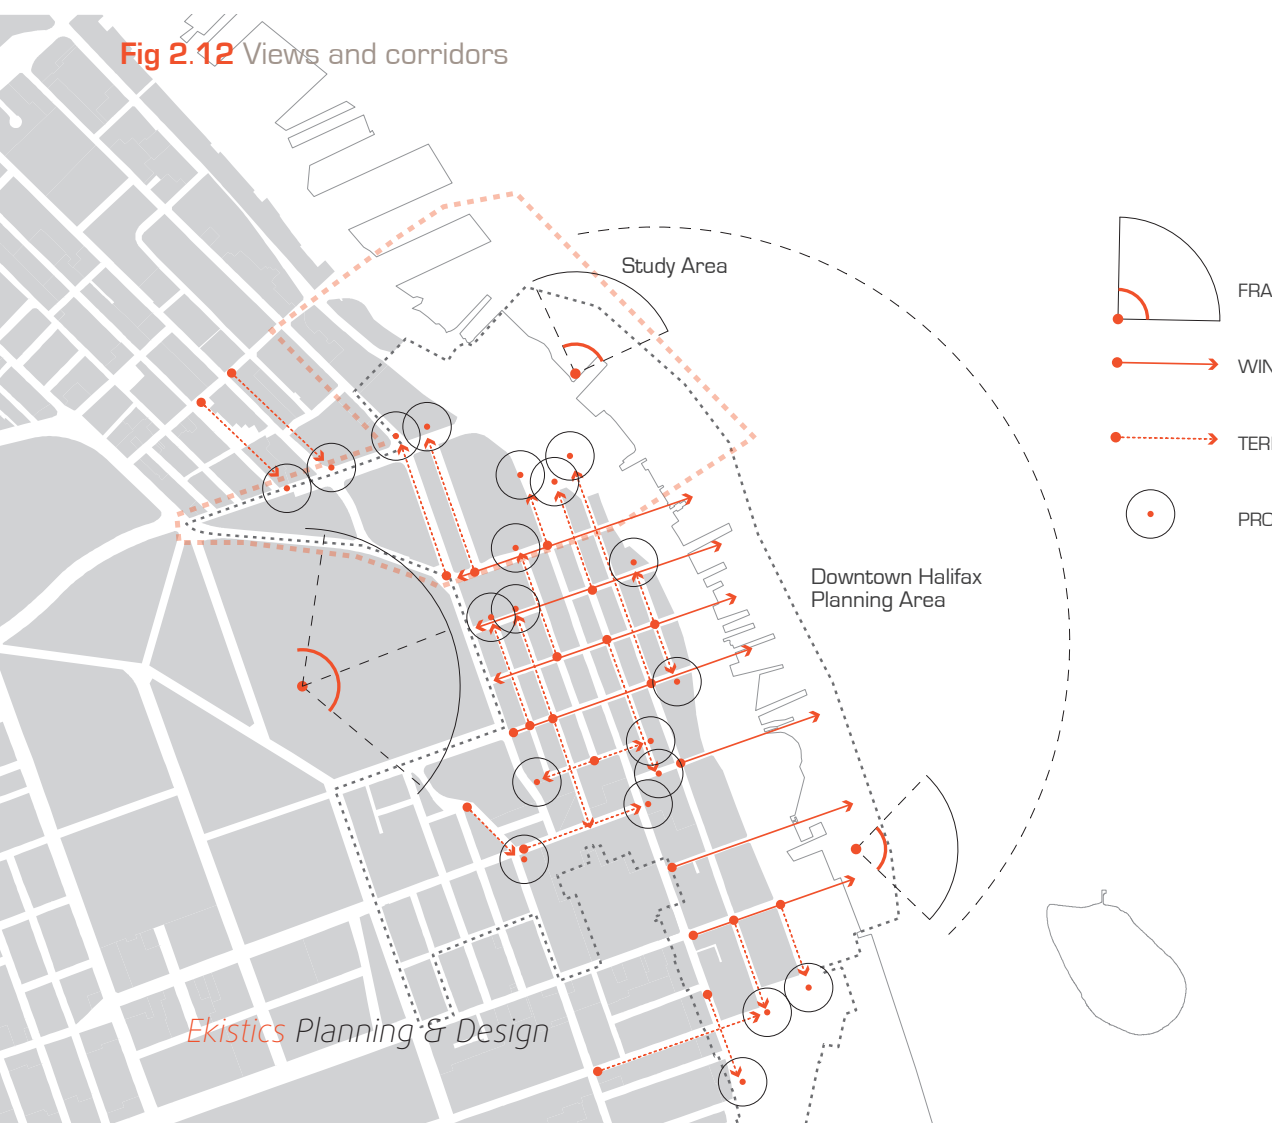 Fig 2.12 Views and corridors
Study Area
FRA
WIN
TER
PRO
Downtown Halifax
Planning Area
Ekistics Planning & Design